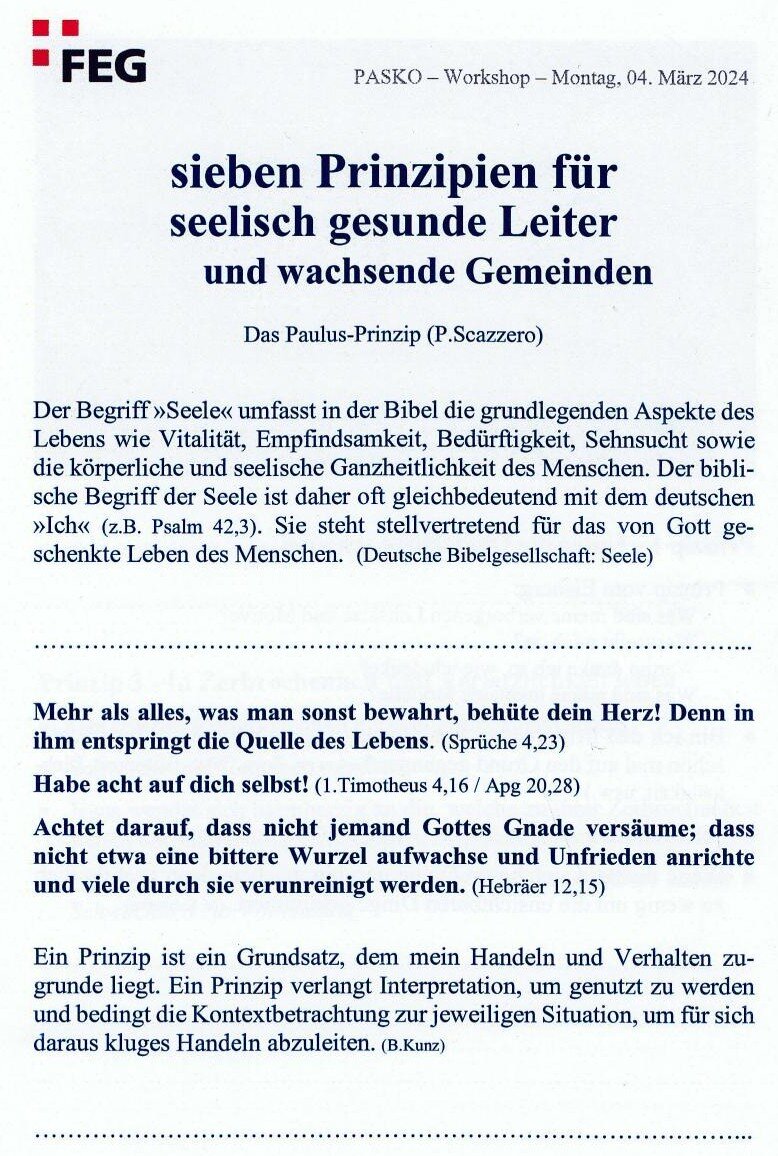 FEG
PASKO – Workshop – Montag, 04. März 2024
sieben Prinzipien für
seelisch gesunde Leiter
und wachsende Gemeinden
Das Paulus-Prinzip (P.Scazzero)
Der Begriff »Seele« umfasst in der Bibel die grundlegenden Aspekte des
Lebens wie Vitalität, Empfindsamkeit, Bedürftigkeit, Sehnsucht sowie
die körperliche und seelische Ganzheitlichkeit des Menschen. Der bibli-
sche Begriff der Seele ist daher oft gleichbedeutend mit dem deutschen
»Ich« (z.B. Psalm 42,3). Sie steht stellvertretend für das von Gott ge-
schenkte Leben des Menschen. (Deutsche Bibelgesellschaft: Seele)
Mehr als alles, was man sonst bewahrt, behüte dein Herz! Denn in
ihm entspringt die Quelle des Lebens. (Sprüche 4,23)
Habe acht auf dich selbst! (1.Timotheus 4,16 / Apg 20,28)
Achtet darauf, dass nicht jemand Gottes Gnade versäume; dass
nicht etwa eine bittere Wurzel aufwachse und Unfrieden anrichte
und viele durch sie verunreinigt werden. (Hebräer 12,15)
Ein Prinzip ist ein Grundsatz, dem mein Handeln und Verhalten zu-
grunde liegt. Ein Prinzip verlangt Interpretation, um genutzt zu werden
und bedingt die Kontextbetrachtung zur jeweiligen Situation, um für sich
daraus kluges Handeln abzuleiten. (B.Kunz)